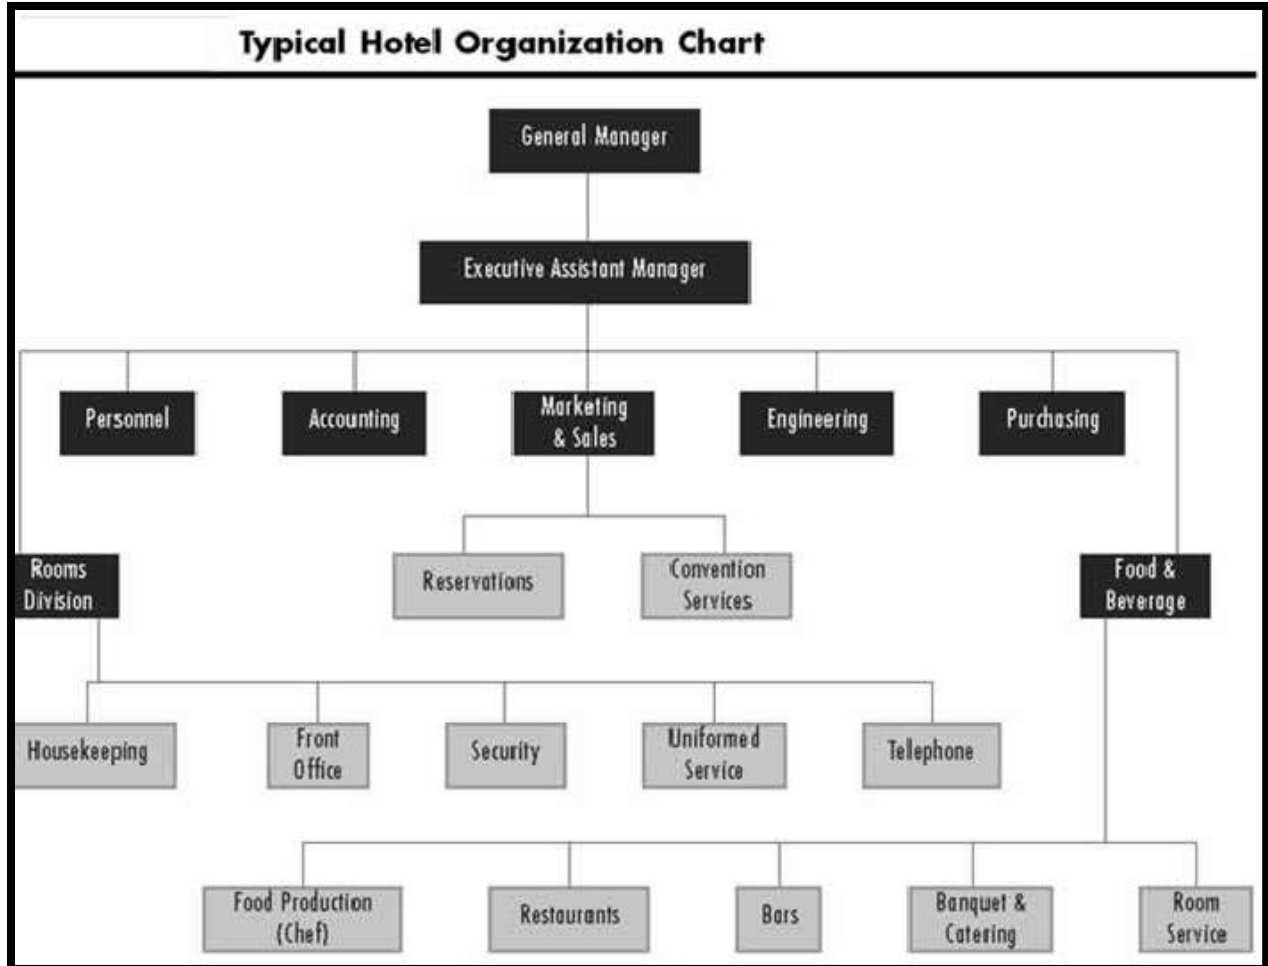 Typical Hotel Organization Chart
General Manager
Executive Assistant Manager
Personnel
Accounting
Marketing
& Sales
Engineering
Purchasing
Rooms
Division
Reservations
Convention
Services
Food &
Beverage
Housekeeping
Front
Office
Security
Uniformed
Service
Telephone
Food Production
(Chef)
Restaurants
Bars
Banquet &
Catering
Room
Service